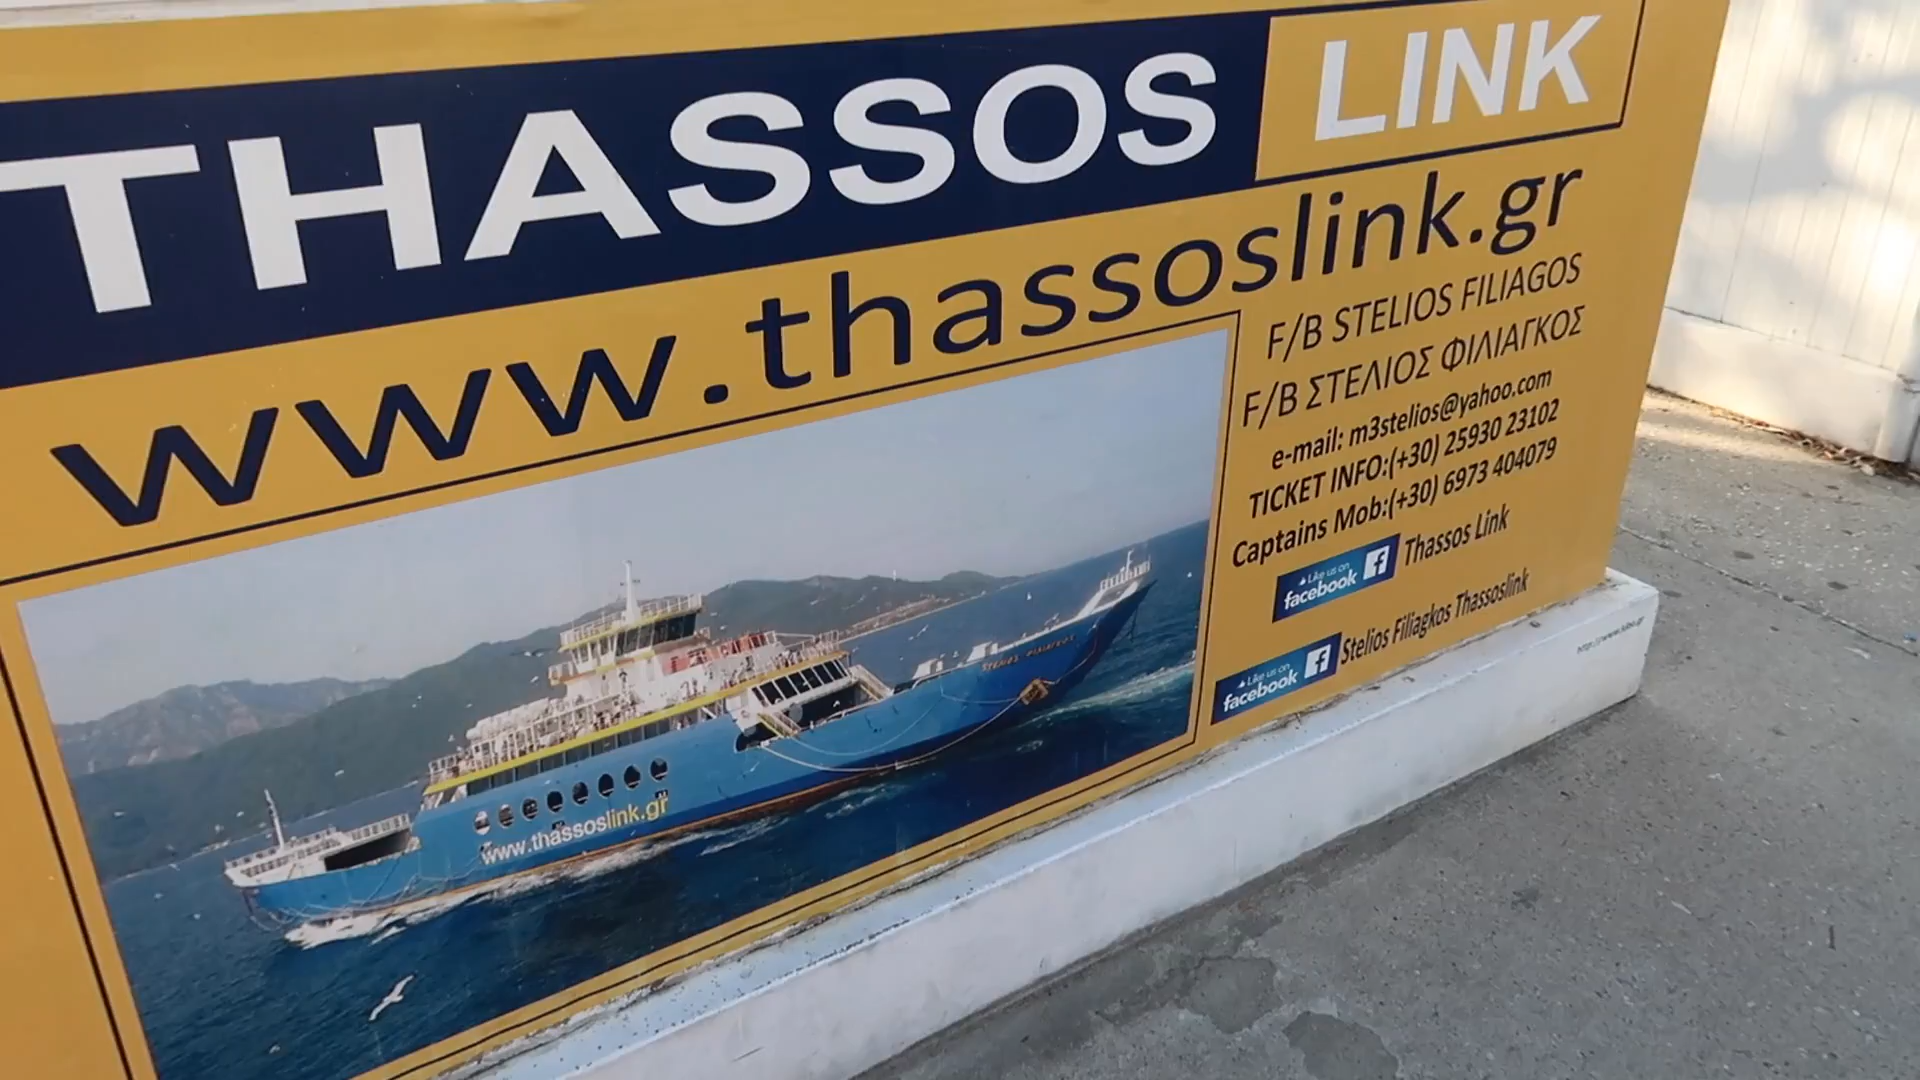 THASSOS LINK
www.thassoslink.gr
F/B STELIOS FILIAGOS
F/B ΣΤΕΛΙΟΣ ΦΙΛΙΑΓΚΟΣ
e-mail: m3stelios@yahoo.com
TICKET INFO:(+30) 25930 23102
Captains Mob:(+30) 6973 404079
Like us on
facebook
Thassos Link
Like us on
facebook
Stelios Filiagkos Thassoslink
ΣΤΕΛΙΟΣ ΦΙΛΙΑΓΚΟΣ
www.thassoslink.gr